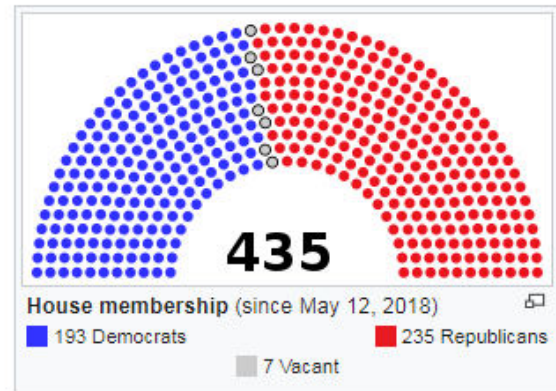 435
House membership (since May 12, 2018)
193 Democrats
235 Republicans
7 Vacant